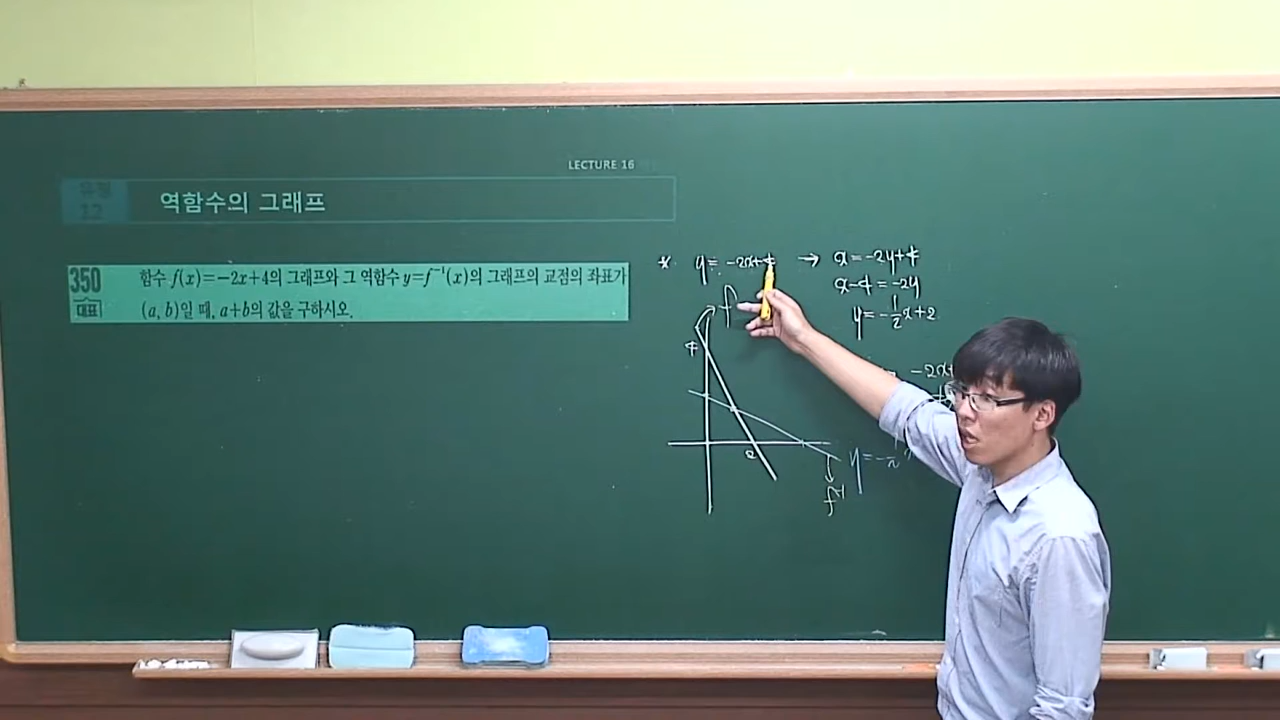 LECTURE 16
유형
12
역함수의 그래프
350
대표
함수 f(x)=-2x+4의 그래프와 그 역함수 y=f⁻¹(x)의 그래프의 교점의 좌표가
(a, b)일 때, a+b의 값을 구하시오.
* y=-2x+4 → x=-2y+4
x-4=-2y
y=-1/2x+2
f
4
2
-2x+
y=-
f⁻¹